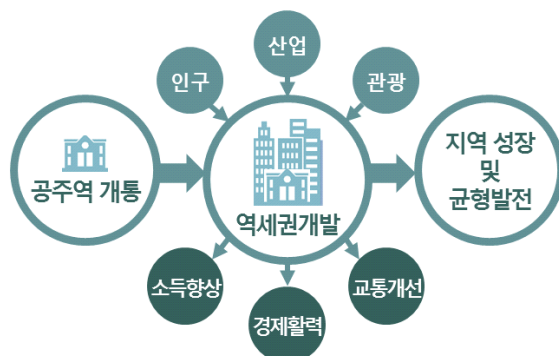 산업
인구
관광
공주역 개통
역세권개발
지역 성장
및
균형발전
소득향상
경제활력
교통개선